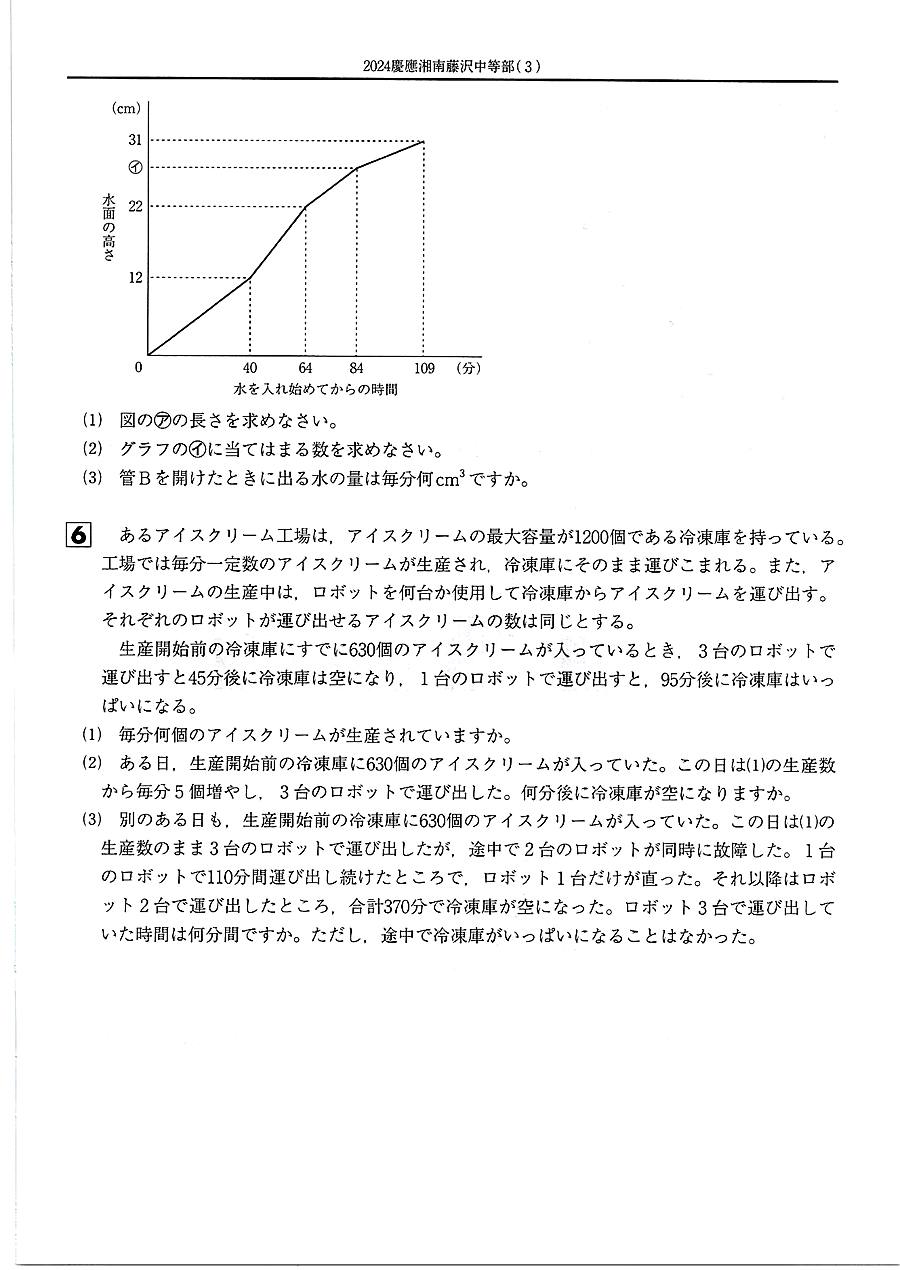 2024慶應湘南藤沢中等部(3)
(cm)
31
㋑
22
12
水面の高さ
0 40 64 84 109 (分)
水を入れ始めてからの時間
(1) 図の㋐の長さを求めなさい。
(2) グラフの㋑に当てはまる数を求めなさい。
(3) 管Bを開けたときに出る水の量は毎分何cm³ですか。
6 あるアイスクリーム工場は，アイスクリームの最大容量が1200個である冷凍庫を持っている。
工場では毎分一定数のアイスクリームが生産され，冷凍庫にそのまま運びこまれる。また，ア
イスクリームの生産中は，ロボットを何台か使用して冷凍庫からアイスクリームを運び出す。
それぞれのロボットが運び出せるアイスクリームの数は同じとする。
生産開始前の冷凍庫にすでに630個のアイスクリームが入っているとき，3台のロボットで
運び出すと45分後に冷凍庫は空になり，1台のロボットで運び出すと，95分後に冷凍庫はいっ
ぱいになる。
(1) 毎分何個のアイスクリームが生産されていますか。
(2) ある日，生産開始前の冷凍庫に630個のアイスクリームが入っていた。この日は(1)の生産数
から毎分5個増やし，3台のロボットで運び出した。何分後に冷凍庫が空になりますか。
(3) 別のある日も，生産開始前の冷凍庫に630個のアイスクリームが入っていた。この日は(1)の
生産数のまま3台のロボットで運び出したが，途中で2台のロボットが同時に故障した。1台
のロボットで110分間運び出し続けたところで，ロボット1台だけが直った。それ以降はロボ
ット2台で運び出したところ，合計370分で冷凍庫が空になった。ロボット3台で運び出して
いた時間は何分間ですか。ただし，途中で冷凍庫がいっぱいになることはなかった。